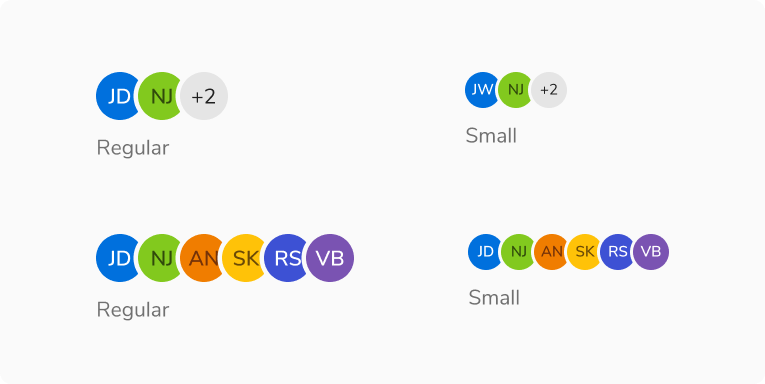 JD NJ +2
Regular
JW NJ +2
Small
JD NJ AN SK RS VB
Regular
JD NJ AN SK RS VB
Small